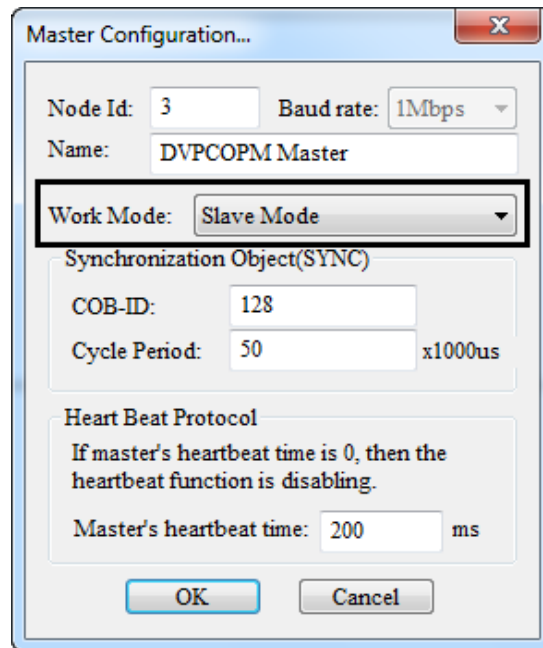 Master Configuration...
Node Id: 3 Baud rate: 1Mbps
Name: DVPCOPM Master
Work Mode: Slave Mode
Synchronization Object(SYNC)
COB-ID: 128
Cycle Period: 50 x1000us
Heart Beat Protocol
If master's heartbeat time is 0, then the
heartbeat function is disabling.
Master's heartbeat time: 200 ms
OK Cancel